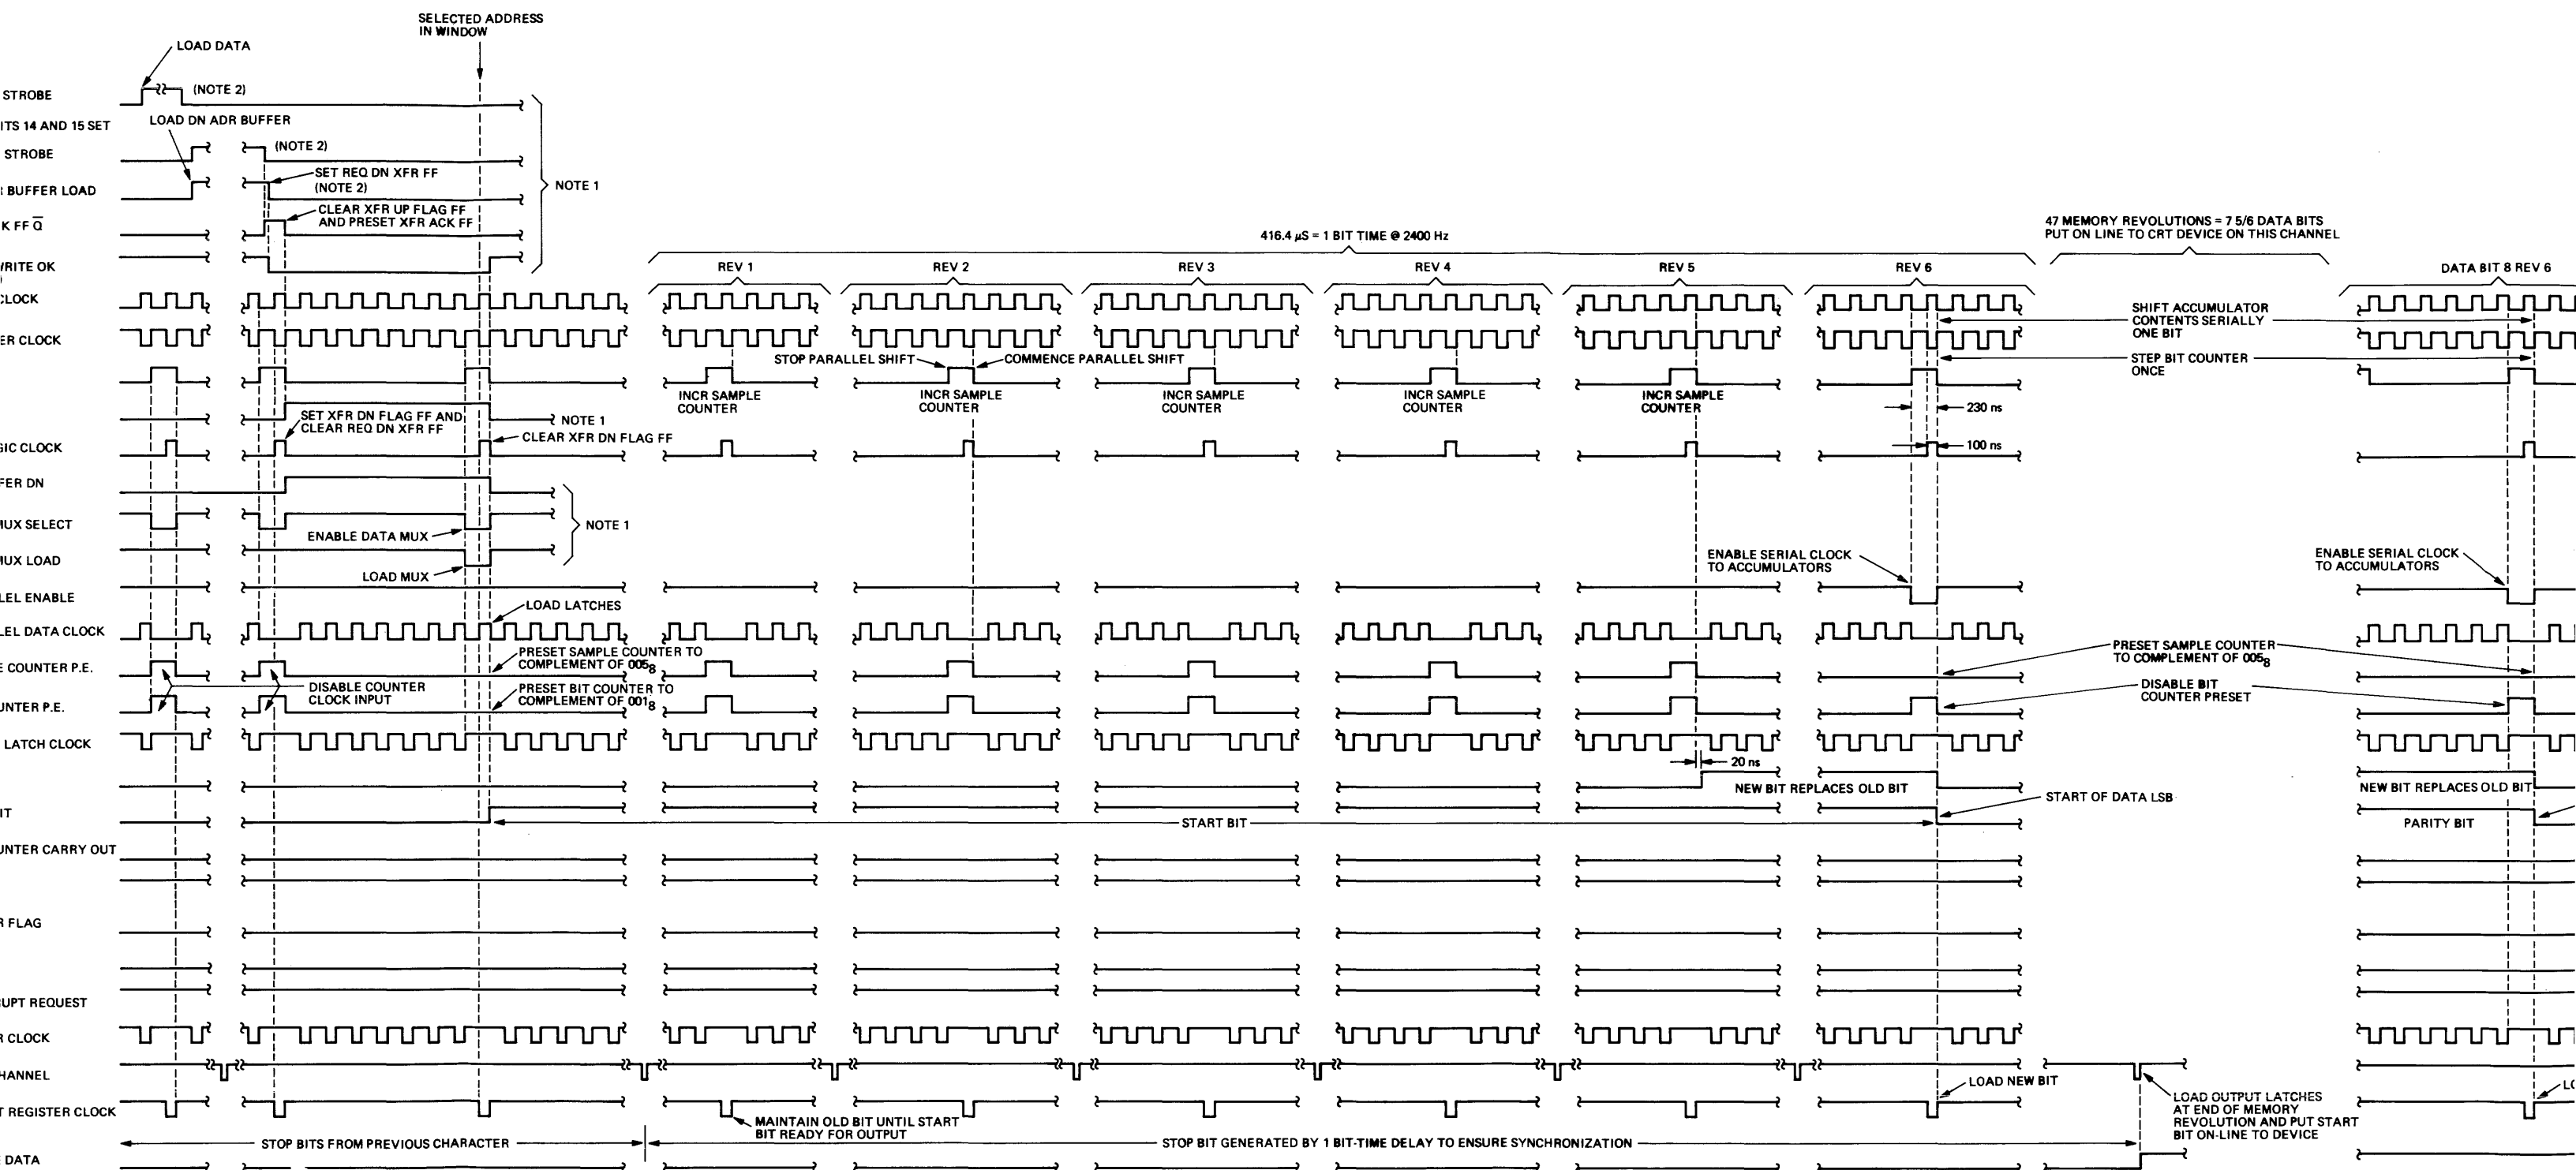 SELECTED ADDRESS
IN WINDOW
LOAD DATA
STROBE
(NOTE 2)
ITS 14 AND 15 SET
LOAD DN ADR BUFFER
STROBE
(NOTE 2)
BUFFER LOAD
SET REQ DN XFR FF
(NOTE 2)
NOTE 1
K FF Q̅
CLEAR XFR UP FLAG FF
AND PRESET XFR ACK FF
RITE OK
416.4 µS = 1 BIT TIME @ 2400 Hz
47 MEMORY REVOLUTIONS = 7 5/6 DATA BITS
PUT ON LINE TO CRT DEVICE ON THIS CHANNEL
REV 1
REV 2
REV 3
REV 4
REV 5
REV 6
DATA BIT 8 REV 6
CLOCK
SHIFT ACCUMULATOR
CONTENTS SERIALLY
ONE BIT
ER CLOCK
STOP PARALLEL SHIFT
COMMENCE PARALLEL SHIFT
STEP BIT COUNTER
ONCE
INCR SAMPLE
COUNTER
INCR SAMPLE
COUNTER
INCR SAMPLE
COUNTER
INCR SAMPLE
COUNTER
INCR SAMPLE
COUNTER
230 ns
SET XFR DN FLAG FF AND
CLEAR REQ DN XFR FF
NOTE 1
GIC CLOCK
CLEAR XFR DN FLAG FF
100 ns
FER DN
MUX SELECT
ENABLE DATA MUX
NOTE 1
MUX LOAD
LOAD MUX
ENABLE SERIAL CLOCK
TO ACCUMULATORS
ENABLE SERIAL CLOCK
TO ACCUMULATORS
LEL ENABLE
LOAD LATCHES
LEL DATA CLOCK
PRESET SAMPLE COUNTER TO
COMPLEMENT OF 005₈
PRESET SAMPLE COUNTER
TO COMPLEMENT OF 005₈
E COUNTER P.E.
DISABLE COUNTER
CLOCK INPUT
PRESET BIT COUNTER TO
COMPLEMENT OF 001₈
DISABLE BIT
COUNTER PRESET
UNTER P.E.
LATCH CLOCK
20 ns
NEW BIT REPLACES OLD BIT
NEW BIT REPLACES OLD BIT
START OF DATA LSB
IT
START BIT
PARITY BIT
UNTER CARRY OUT
R FLAG
UPT REQUEST
R CLOCK
HANNEL
LOAD NEW BIT
T REGISTER CLOCK
MAINTAIN OLD BIT UNTIL START
BIT READY FOR OUTPUT
LOAD OUTPUT LATCHES
AT END OF MEMORY
REVOLUTION AND PUT START
BIT ON-LINE TO DEVICE
STOP BITS FROM PREVIOUS CHARACTER
STOP BIT GENERATED BY 1 BIT-TIME DELAY TO ENSURE SYNCHRONIZATION
DATA